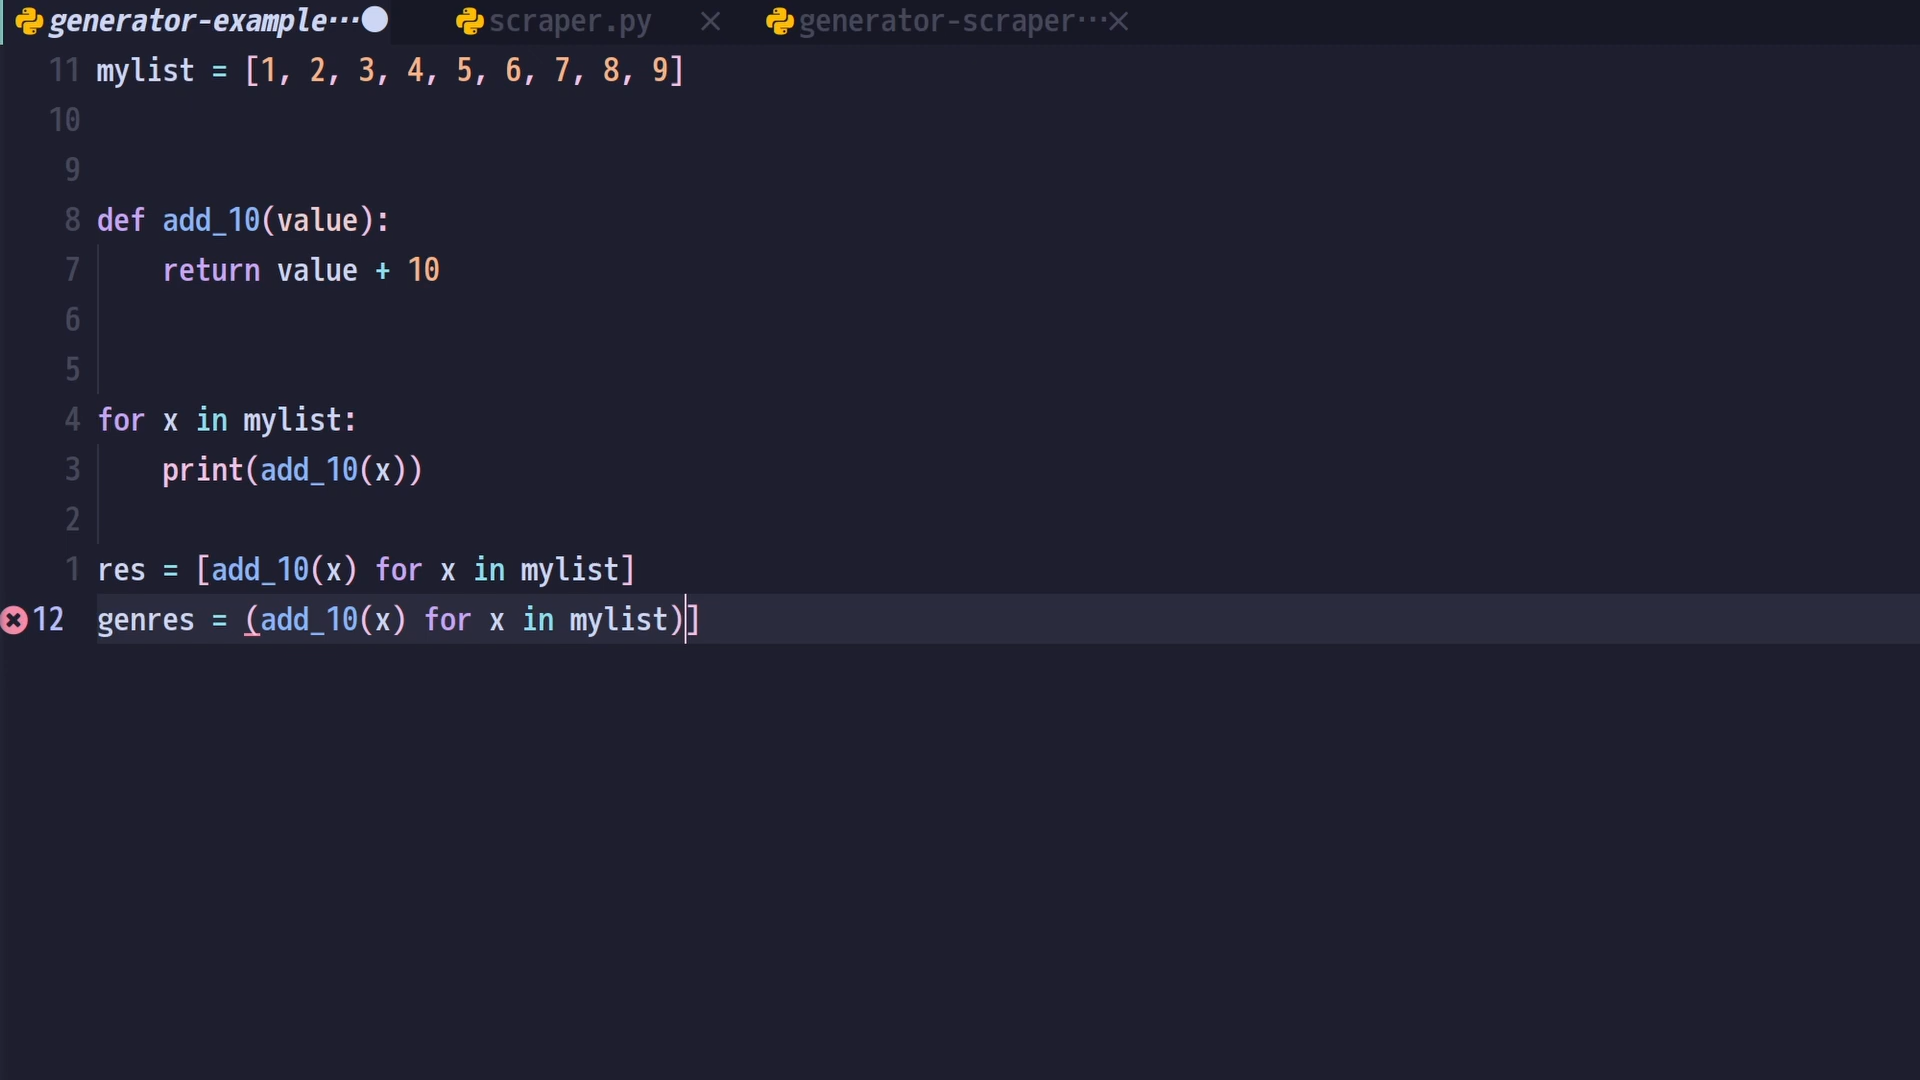 generator-example··· scraper.py generator-scraper···
11 mylist = [1, 2, 3, 4, 5, 6, 7, 8, 9]
10
9
8 def add_10(value):
7 return value + 10
6
5
4 for x in mylist:
3 print(add_10(x))
2
1 res = [add_10(x) for x in mylist]
12 genres = (add_10(x) for x in mylist)]